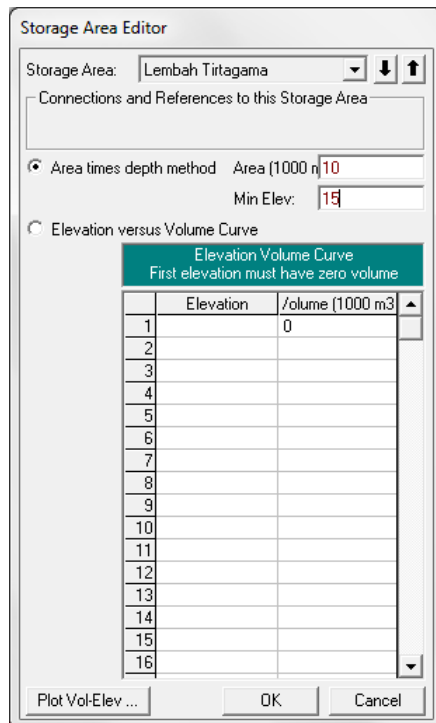 Storage Area Editor
Storage Area: Lembah Tirtagama
Connections and References to this Storage Area
Area times depth method Area (1000 m 10
Min Elev: 15
Elevation versus Volume Curve
Elevation Volume Curve
First elevation must have zero volume
Elevation /olume (1000 m3
1 0
2
3
4
5
6
7
8
9
10
11
12
13
14
15
16
Plot Vol-Elev ... OK Cancel